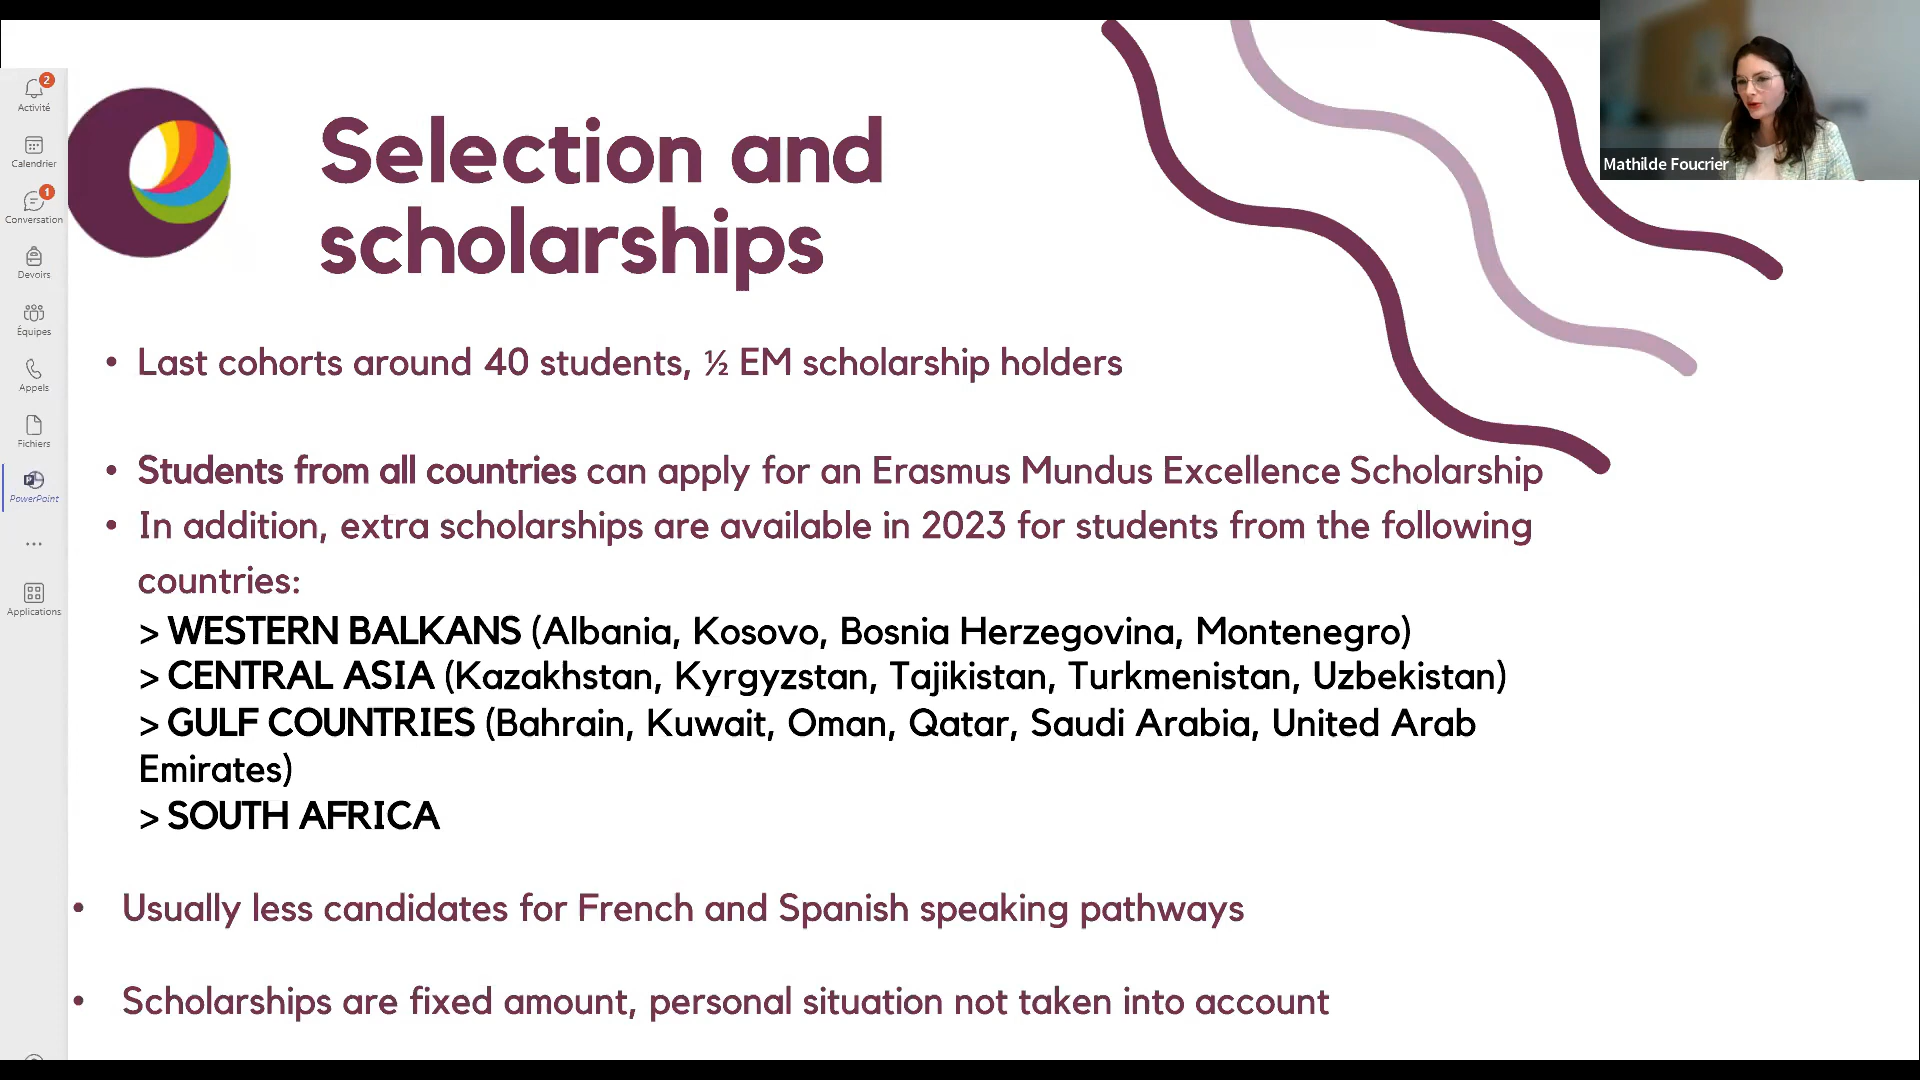 Selection and
scholarships
Mathilde Foucrier
2
Activité
Calendrier
1
Conversation
Devoirs
Équipes
Appels
Fichiers
PowerPoint
...
Applications
• Last cohorts around 40 students, ½ EM scholarship holders
• Students from all countries can apply for an Erasmus Mundus Excellence Scholarship
• In addition, extra scholarships are available in 2023 for students from the following
countries:
> WESTERN BALKANS (Albania, Kosovo, Bosnia Herzegovina, Montenegro)
> CENTRAL ASIA (Kazakhstan, Kyrgyzstan, Tajikistan, Turkmenistan, Uzbekistan)
> GULF COUNTRIES (Bahrain, Kuwait, Oman, Qatar, Saudi Arabia, United Arab
Emirates)
> SOUTH AFRICA
• Usually less candidates for French and Spanish speaking pathways
• Scholarships are fixed amount, personal situation not taken into account